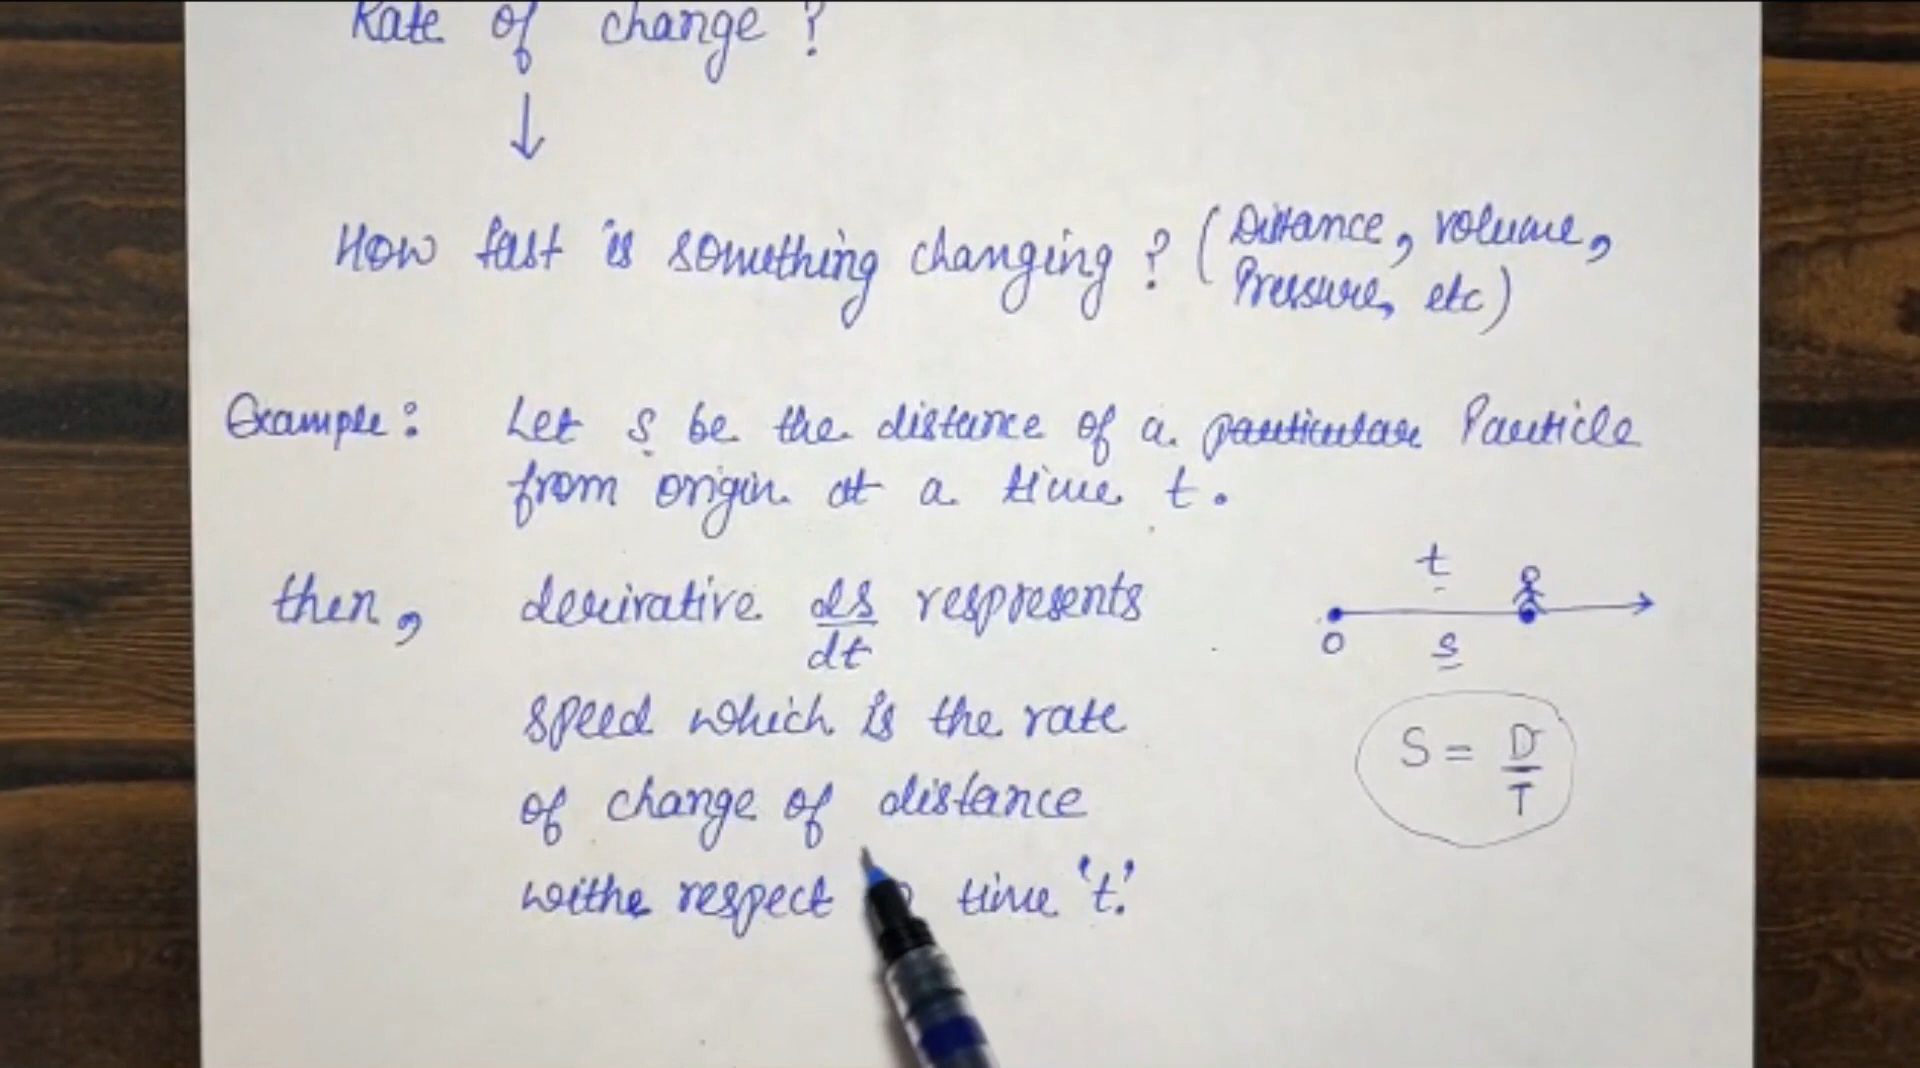 Rate of change ?
↓
How fast is something changing ? (Distance, volume,
Pressure, etc)
Example : Let s be the distance of a particular Particle
from origin at a time t.
then, derivative ds/dt respresents
speed which is the rate
of change of distance
withe respect time 't'.
t
0 s
S = D/T